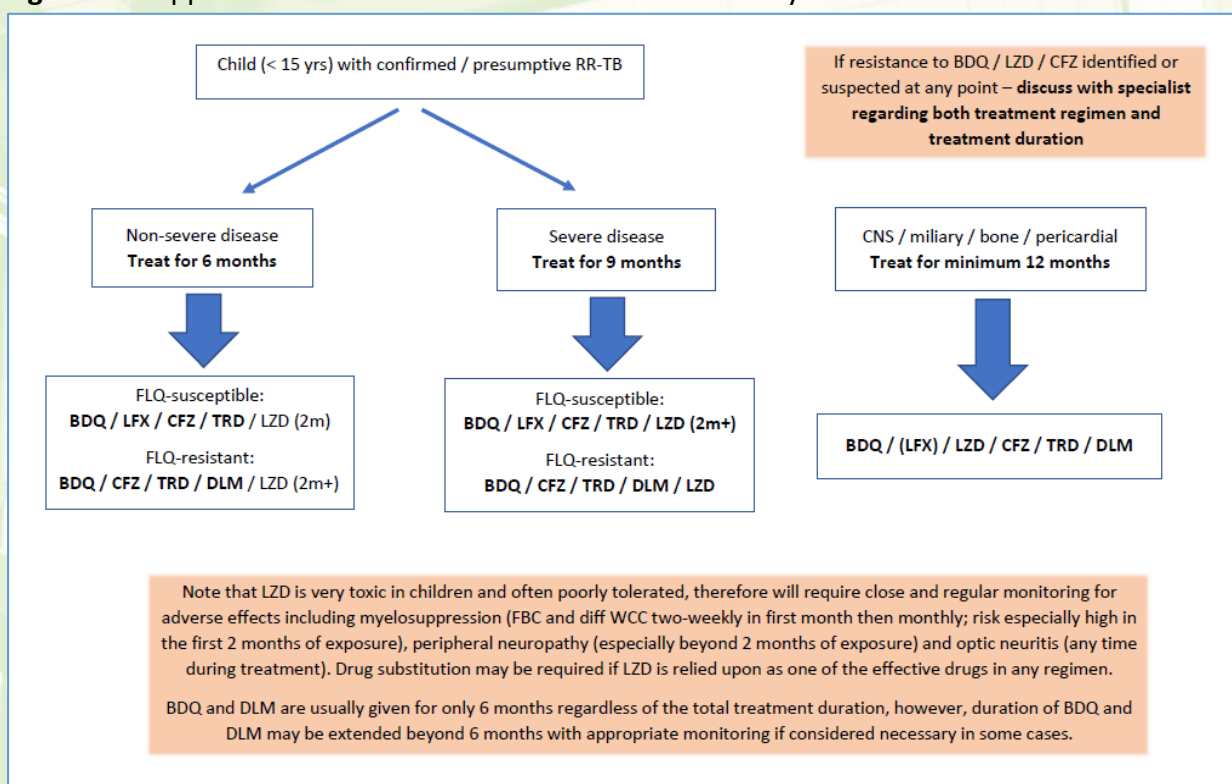 Child (< 15 yrs) with confirmed / presumptive RR-TB
If resistance to BDQ / LZD / CFZ identified or
suspected at any point – discuss with specialist
regarding both treatment regimen and
treatment duration
Non-severe disease
Treat for 6 months
Severe disease
Treat for 9 months
CNS / miliary / bone / pericardial
Treat for minimum 12 months
FLQ-susceptible:
BDQ / LFX / CFZ / TRD / LZD (2m)
FLQ-resistant:
BDQ / CFZ / TRD / DLM / LZD (2m+)
FLQ-susceptible:
BDQ / LFX / CFZ / TRD / LZD (2m+)
FLQ-resistant:
BDQ / CFZ / TRD / DLM / LZD
BDQ / (LFX) / LZD / CFZ / TRD / DLM
Note that LZD is very toxic in children and often poorly tolerated, therefore will require close and regular monitoring for
adverse effects including myelosuppression (FBC and diff WCC two-weekly in first month then monthly; risk especially high in
the first 2 months of exposure), peripheral neuropathy (especially beyond 2 months of exposure) and optic neuritis (any time
during treatment). Drug substitution may be required if LZD is relied upon as one of the effective drugs in any regimen.
BDQ and DLM are usually given for only 6 months regardless of the total treatment duration, however, duration of BDQ and
DLM may be extended beyond 6 months with appropriate monitoring if considered necessary in some cases.